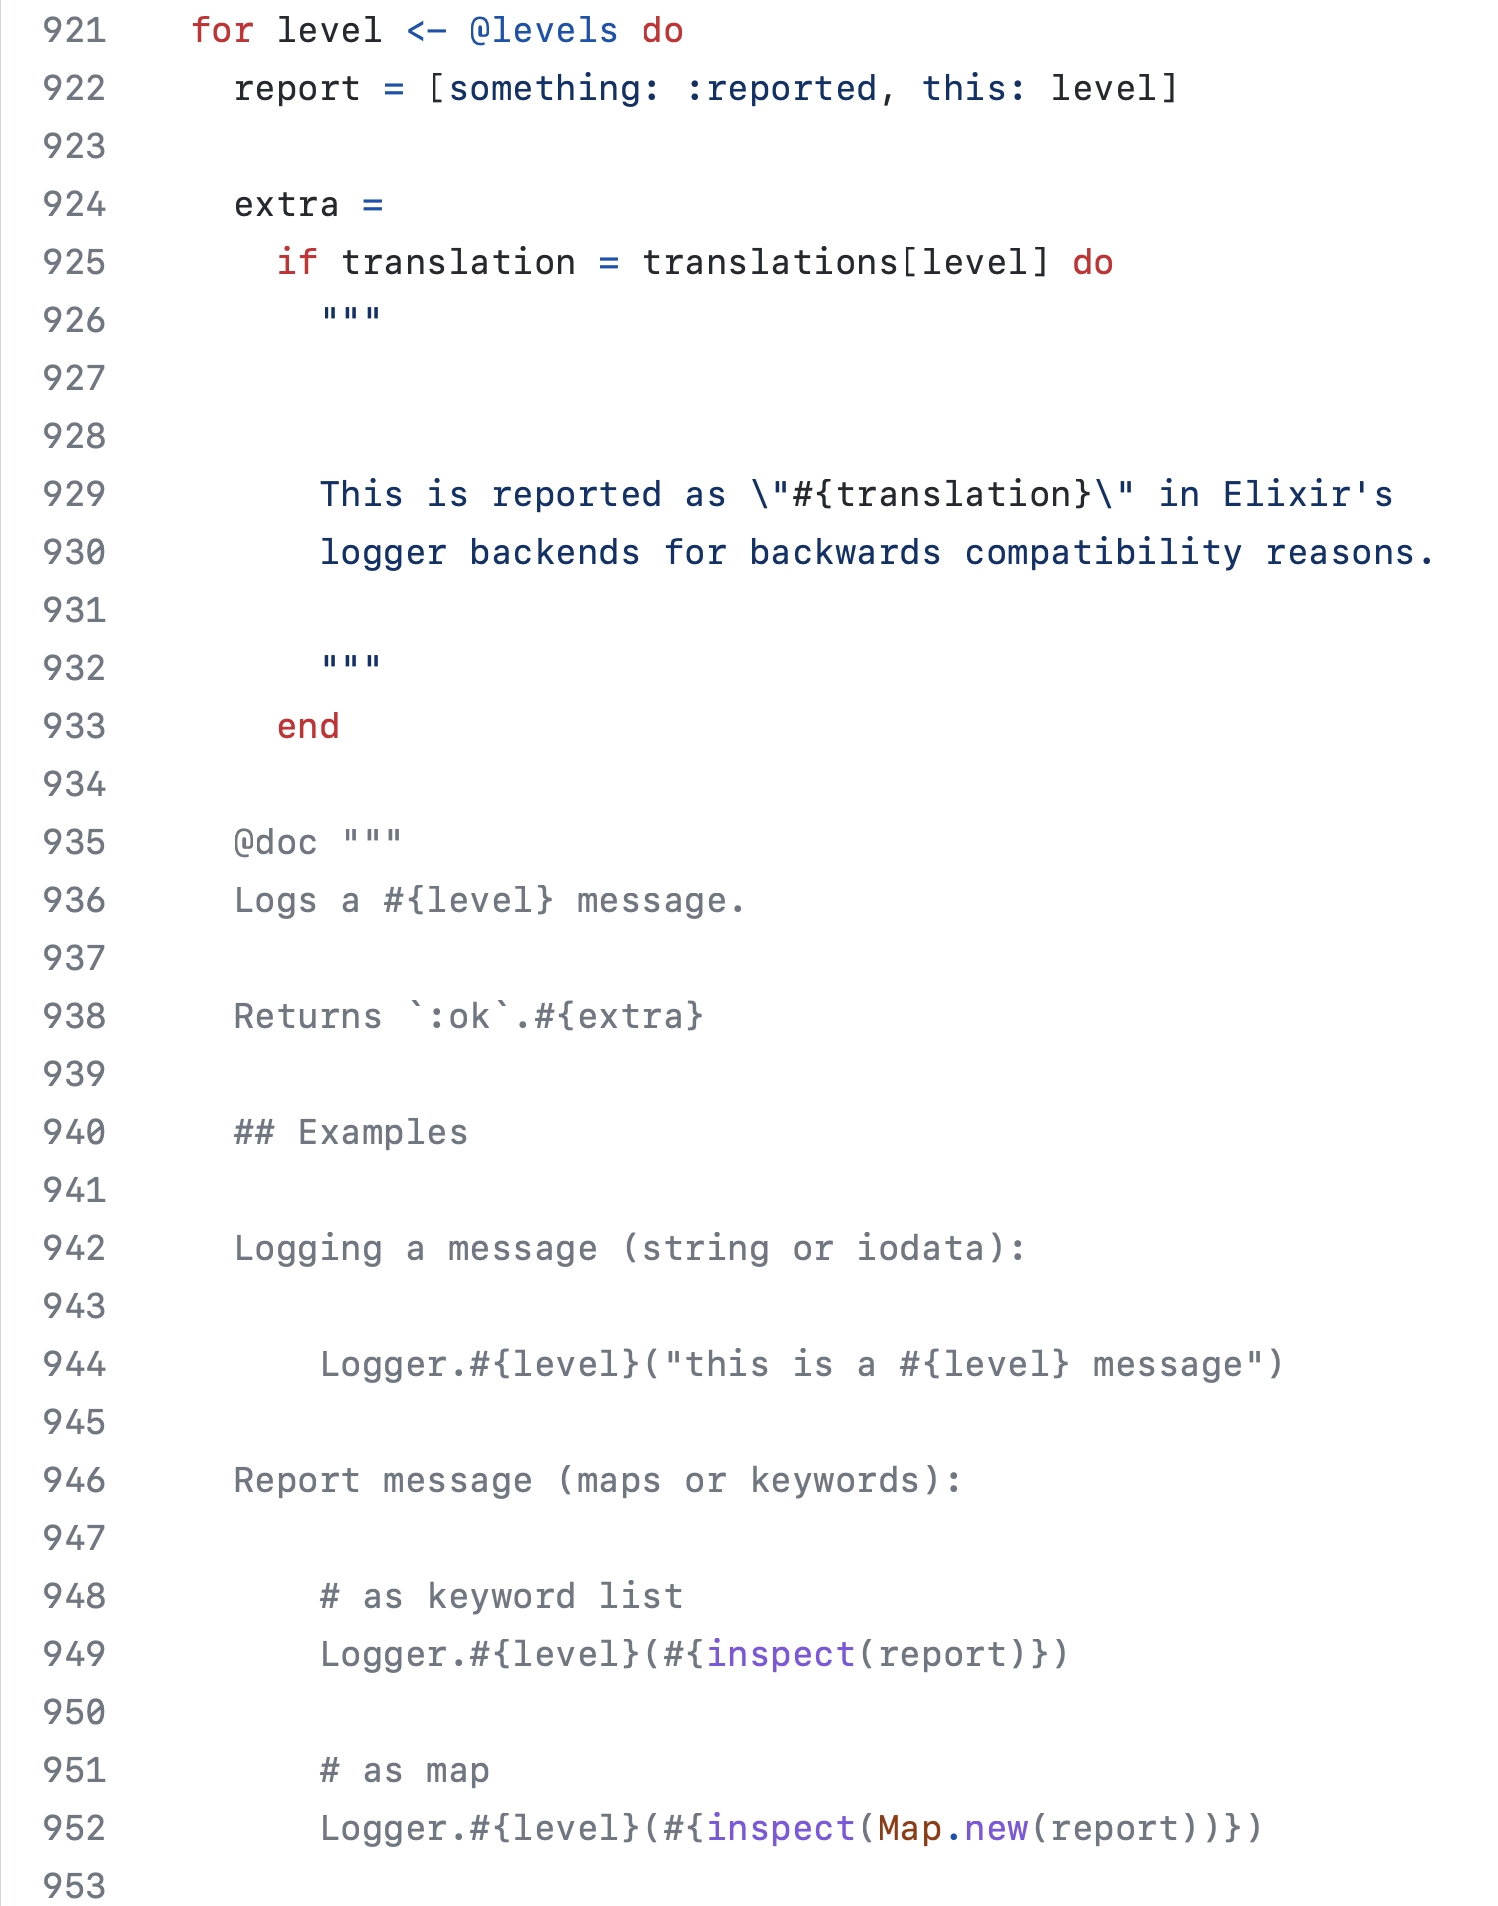 921 for level <- @levels do
922 report = [something: :reported, this: level]
923
924 extra =
925 if translation = translations[level] do
926 """
927
928
929 This is reported as \"#{translation}\" in Elixir's
930 logger backends for backwards compatibility reasons.
931
932 """
933 end
934
935 @doc """
936 Logs a #{level} message.
937
938 Returns `:ok`.#{extra}
939
940 ## Examples
941
942 Logging a message (string or iodata):
943
944 Logger.#{level}("this is a #{level} message")
945
946 Report message (maps or keywords):
947
948 # as keyword list
949 Logger.#{level}(#{inspect(report)})
950
951 # as map
952 Logger.#{level}(#{inspect(Map.new(report))})
953